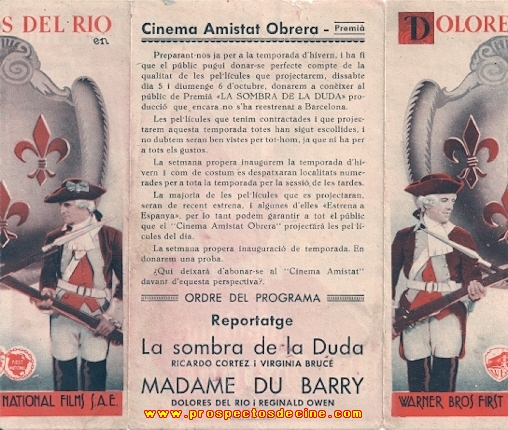 OS DEL RIO
en
Cinema Amistat Obrera - Premià
Preparant-nos ja per a la temporada d'hivern, i ha fi
que el públic pugui donar-se perfecte compte de la
qualitat de les pel·lícules que projectarem, dissabte
dia 5 i diumenge 6 d'octubre, donarem a conèixer al
públic de Premià «LA SOMBRA DE LA DUDA» pro-
ducció que encara no s'ha reestrenat a Barcelona.
Les pel·lícules que tenim contractades i que projec-
tarem aquesta temporada totes han sigut escollides, i
no dubtem seran ben vistes per tot-hom, ja que ni ha per
a tots els gustos.
La setmana propera inaugurem la temporada d'hi-
vern i com de costum es despatxaran localitats nume-
rades per a tota la temporada per la sessió de les tardes.
La majoria de les pel·lícules que es projectaran,
seran de recent estrena, i algunes d'elles «Estrena a
Espanya», per lo tant podem garantir a tot el públic
que el "Cinema Amistat Obrera" projectarà les pel·lí-
cules del dia.
La setmana propera inauguració de temporada. En
donarem una proba.
¿Qui deixarà d'abonar-se al "Cinema Amistat"
davant d'equesta perspectiva?.
ORDRE DEL PROGRAMA
Reportatge
La sombra de la Duda
RICARDO CORTEZ i VIRGINIA BRUCE
MADAME DU BARRY
DOLORES DEL RIO i REGINALD OWEN
www.prospectosdecine.com
NATIONAL FILMS S.A.E.
DOLORE
WARNER BROS FIRST